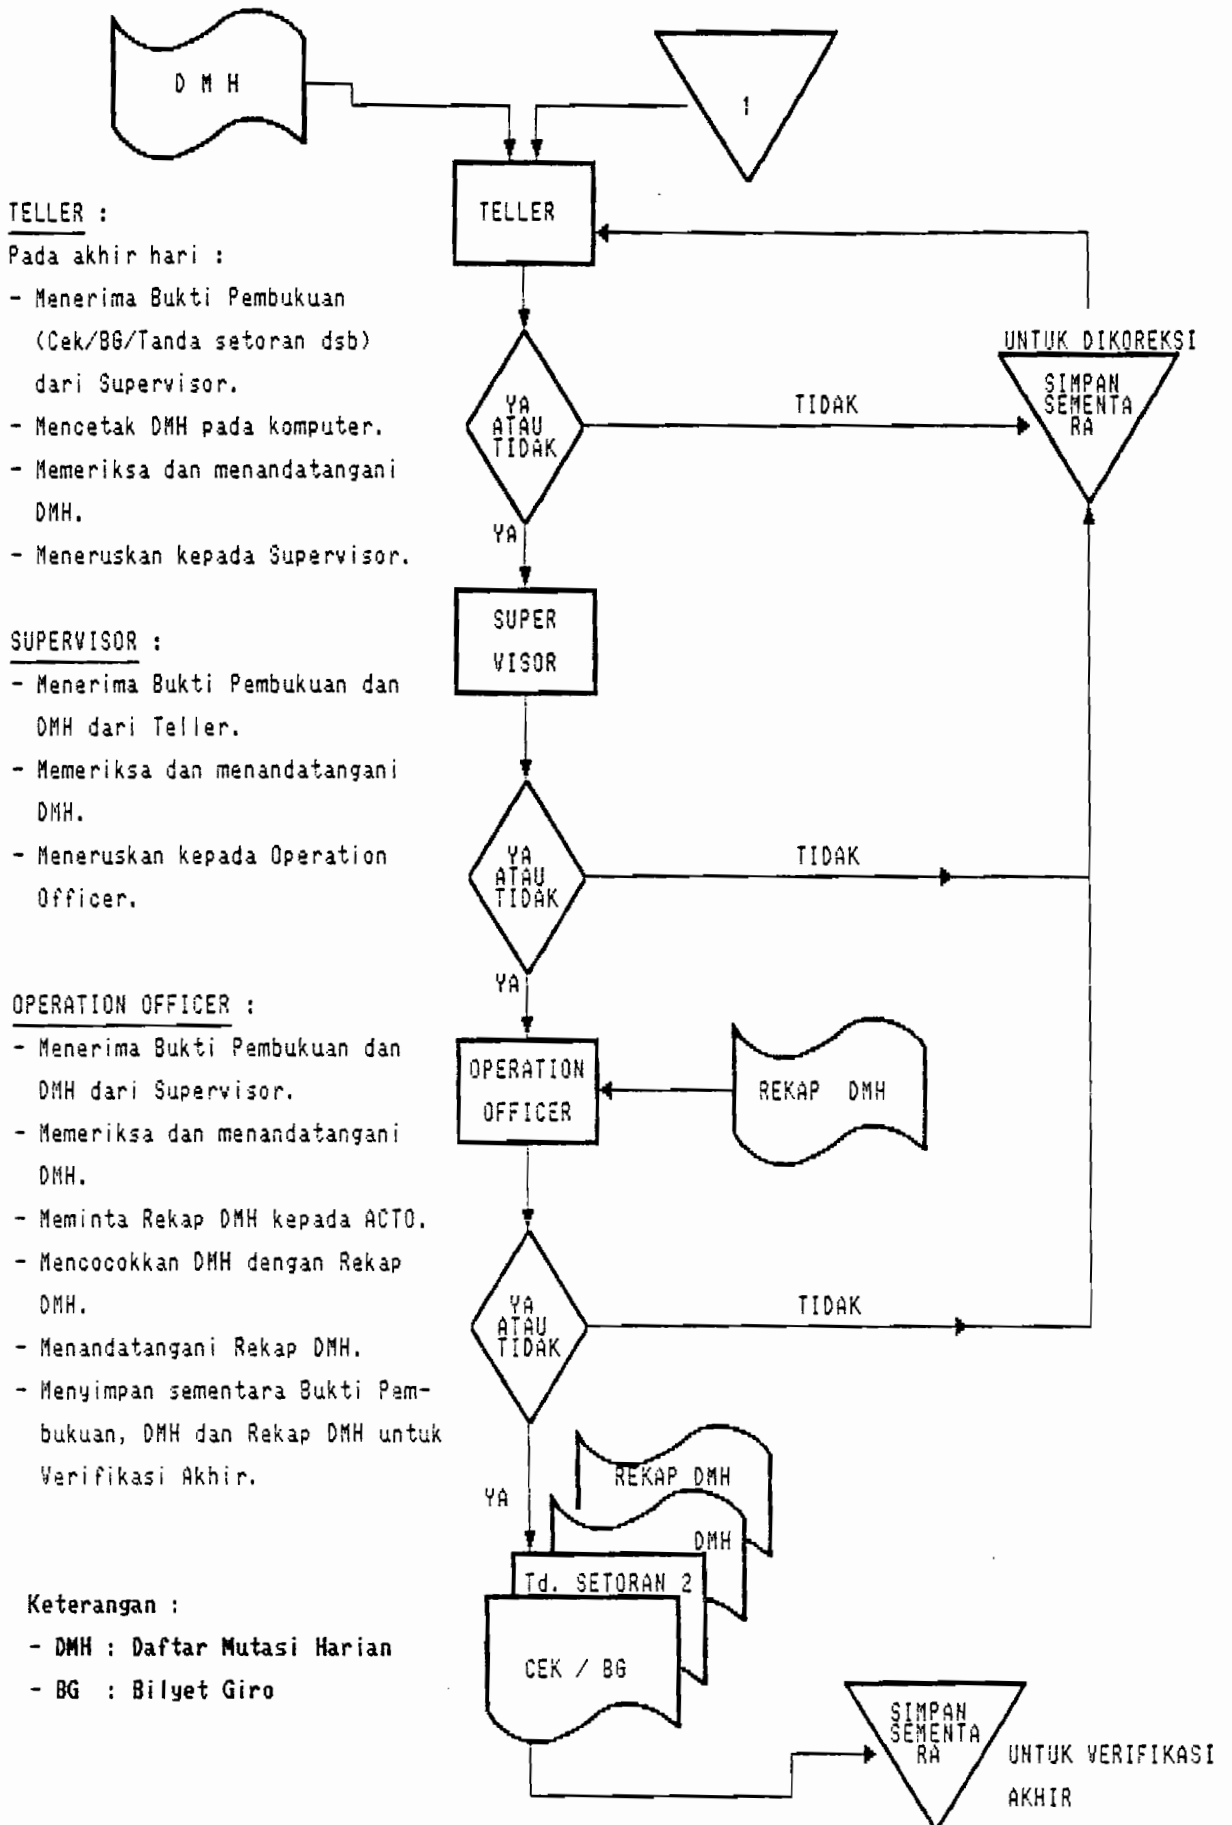 D M H
1
TELLER
TELLER :
Pada akhir hari :
- Menerima Bukti Pembukuan
(Cek/BG/Tanda setoran dsb)
dari Supervisor.
- Mencetak DMH pada komputer.
- Memeriksa dan menandatangani
DMH.
- Meneruskan kepada Supervisor.
YA
ATAU
TIDAK
TIDAK
UNTUK DIKOREKSI
SIMPAN
SEMENTA
RA
YA
SUPER
VISOR
SUPERVISOR :
- Menerima Bukti Pembukuan dan
DMH dari Teller.
- Memeriksa dan menandatangani
DMH.
- Meneruskan kepada Operation
Officer.
YA
ATAU
TIDAK
TIDAK
YA
OPERATION
OFFICER
REKAP DMH
OPERATION OFFICER :
- Menerima Bukti Pembukuan dan
DMH dari Supervisor.
- Memeriksa dan menandatangani
DMH.
- Meminta Rekap DMH kepada ACTO.
- Mencocokkan DMH dengan Rekap
DMH.
- Menandatangani Rekap DMH.
- Menyimpan sementara Bukti Pem-
bukuan, DMH dan Rekap DMH untuk
Verifikasi Akhir.
YA
ATAU
TIDAK
TIDAK
YA
REKAP DMH
DMH
Td. SETORAN 2
CEK / BG
Keterangan :
- DMH : Daftar Mutasi Harian
- BG : Bilyet Giro
SIMPAN
SEMENTA
RA
UNTUK VERIFIKASI
AKHIR